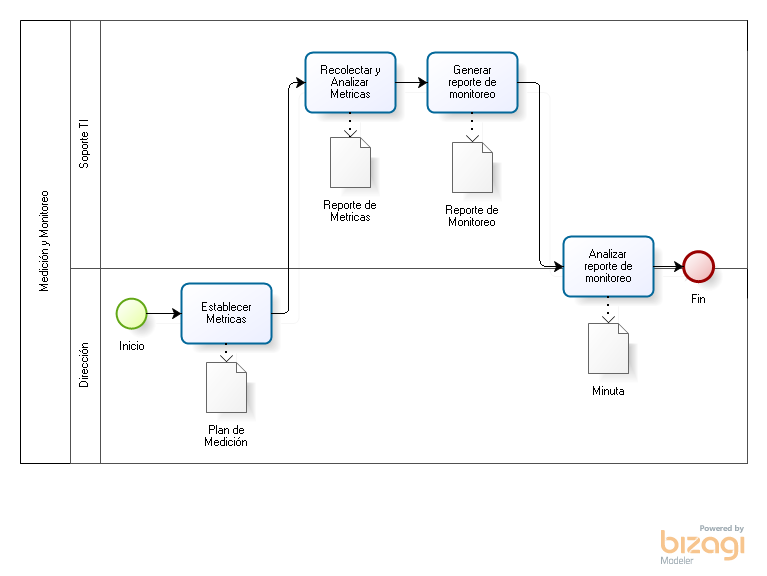 Medición y Monitoreo
Soporte TI
Recolectar y
Analizar
Metricas
Generar
reporte de
monitoreo
Reporte de
Metricas
Reporte de
Monitoreo
Analizar
reporte de
monitoreo
Fin
Minuta
Dirección
Inicio
Establecer
Metricas
Plan de
Medición
Powered by
bizagi
Modeler